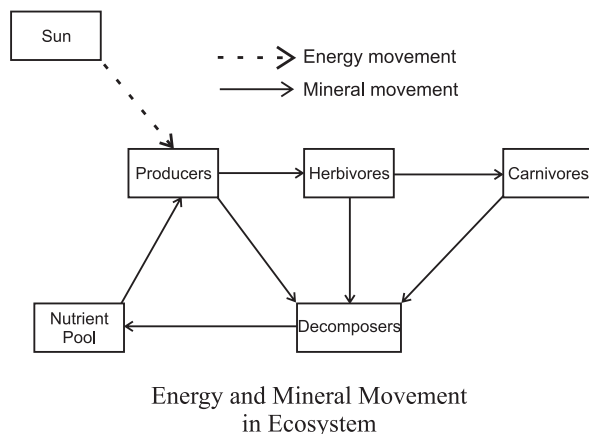 Sun
Energy movement
Mineral movement
Producers
Herbivores
Carnivores
Nutrient
Pool
Decomposers
Energy and Mineral Movement
in Ecosystem